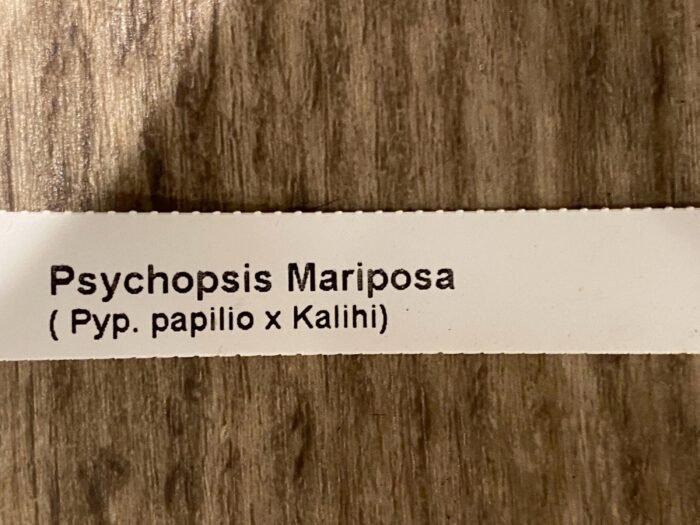 Psychopsis Mariposa
( Pyp. papilio x Kalihi)